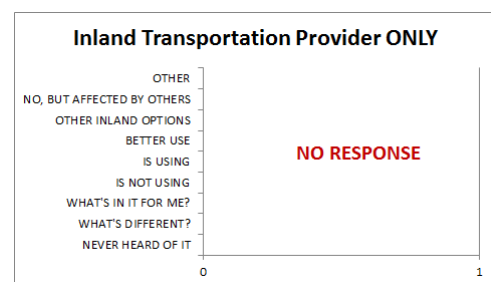 Inland Transportation Provider ONLY
OTHER
NO, BUT AFFECTED BY OTHERS
OTHER INLAND OPTIONS
BETTER USE
IS USING
IS NOT USING
WHAT'S IN IT FOR ME?
WHAT'S DIFFERENT?
NEVER HEARD OF IT
NO RESPONSE
0
1